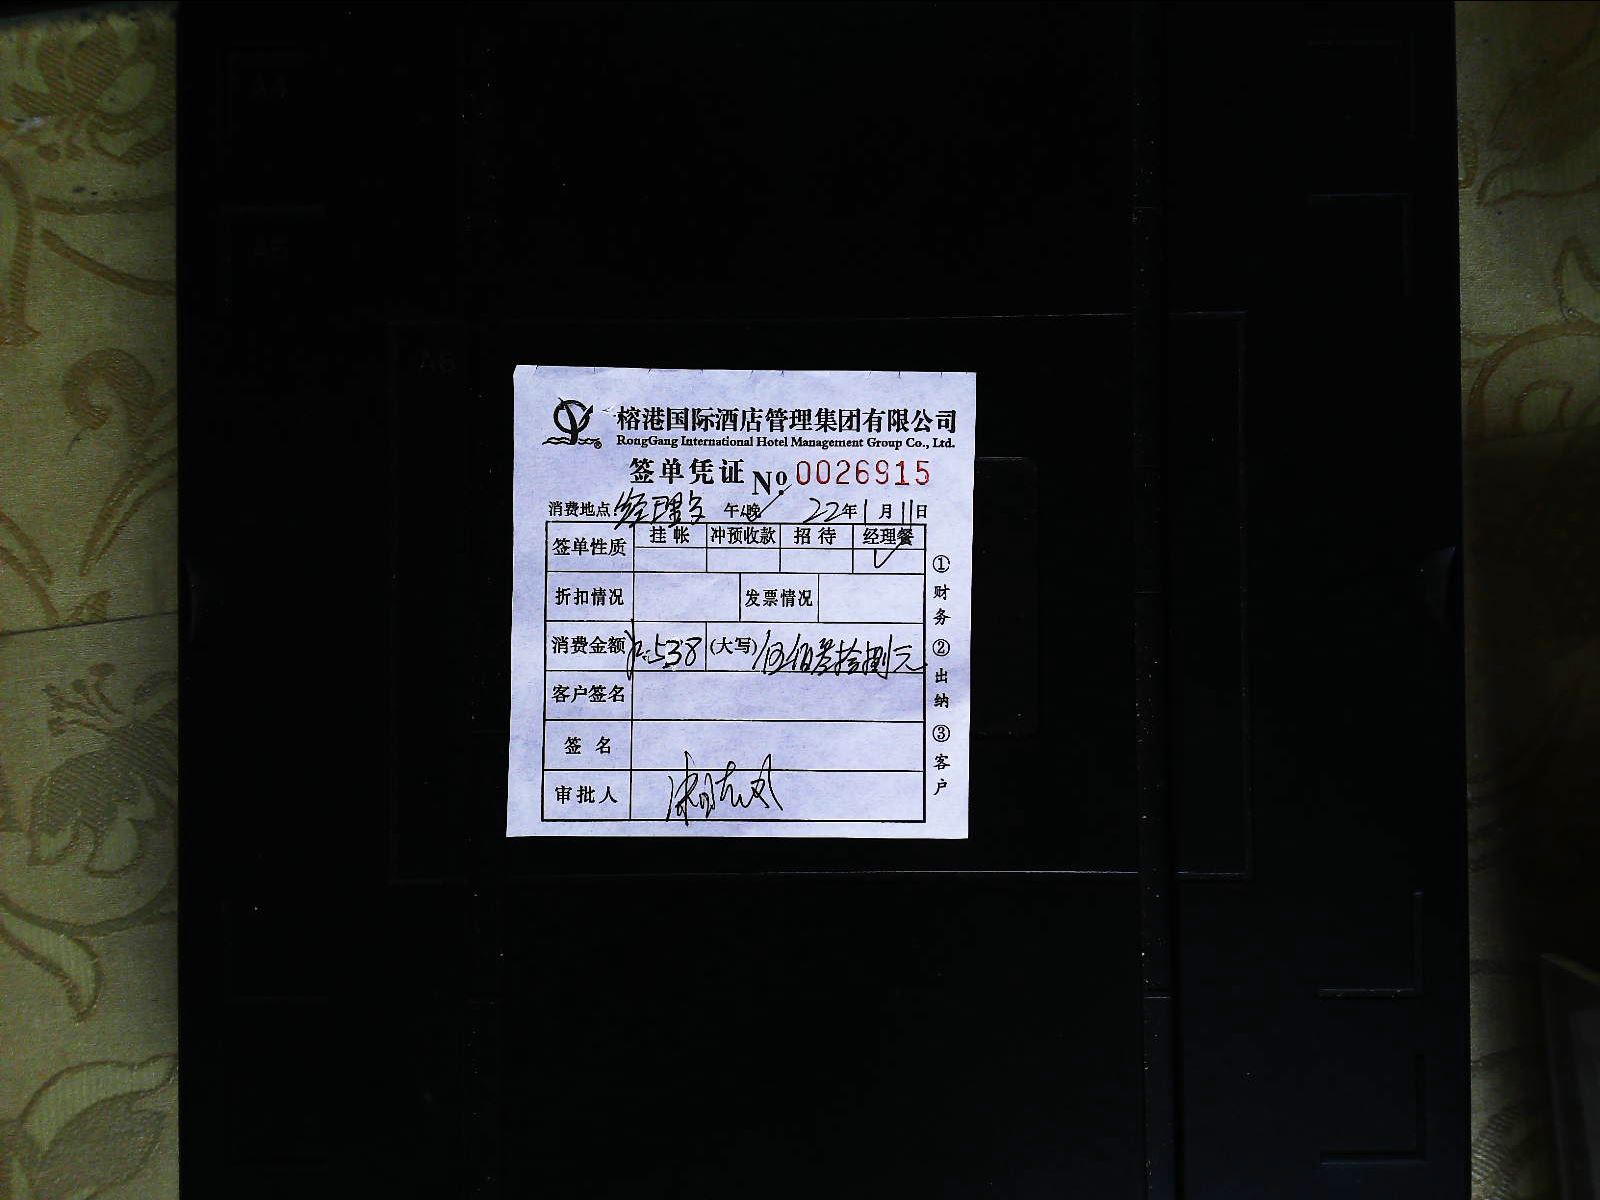 A4
A5
A6
榕港国际酒店管理集团有限公司
RongGang International Hotel Management Group Co., Ltd.
签单凭证 No. 0026915
消费地点: 经理 午/晚 22年1月11日
签单性质 挂帐 冲预收款 招待 经理餐
折扣情况 发票情况
消费金额 ¥:538 (大写) 伍佰叁拾捌元
客户签名
签名
审批人
①财务 ②出纳 ③客户